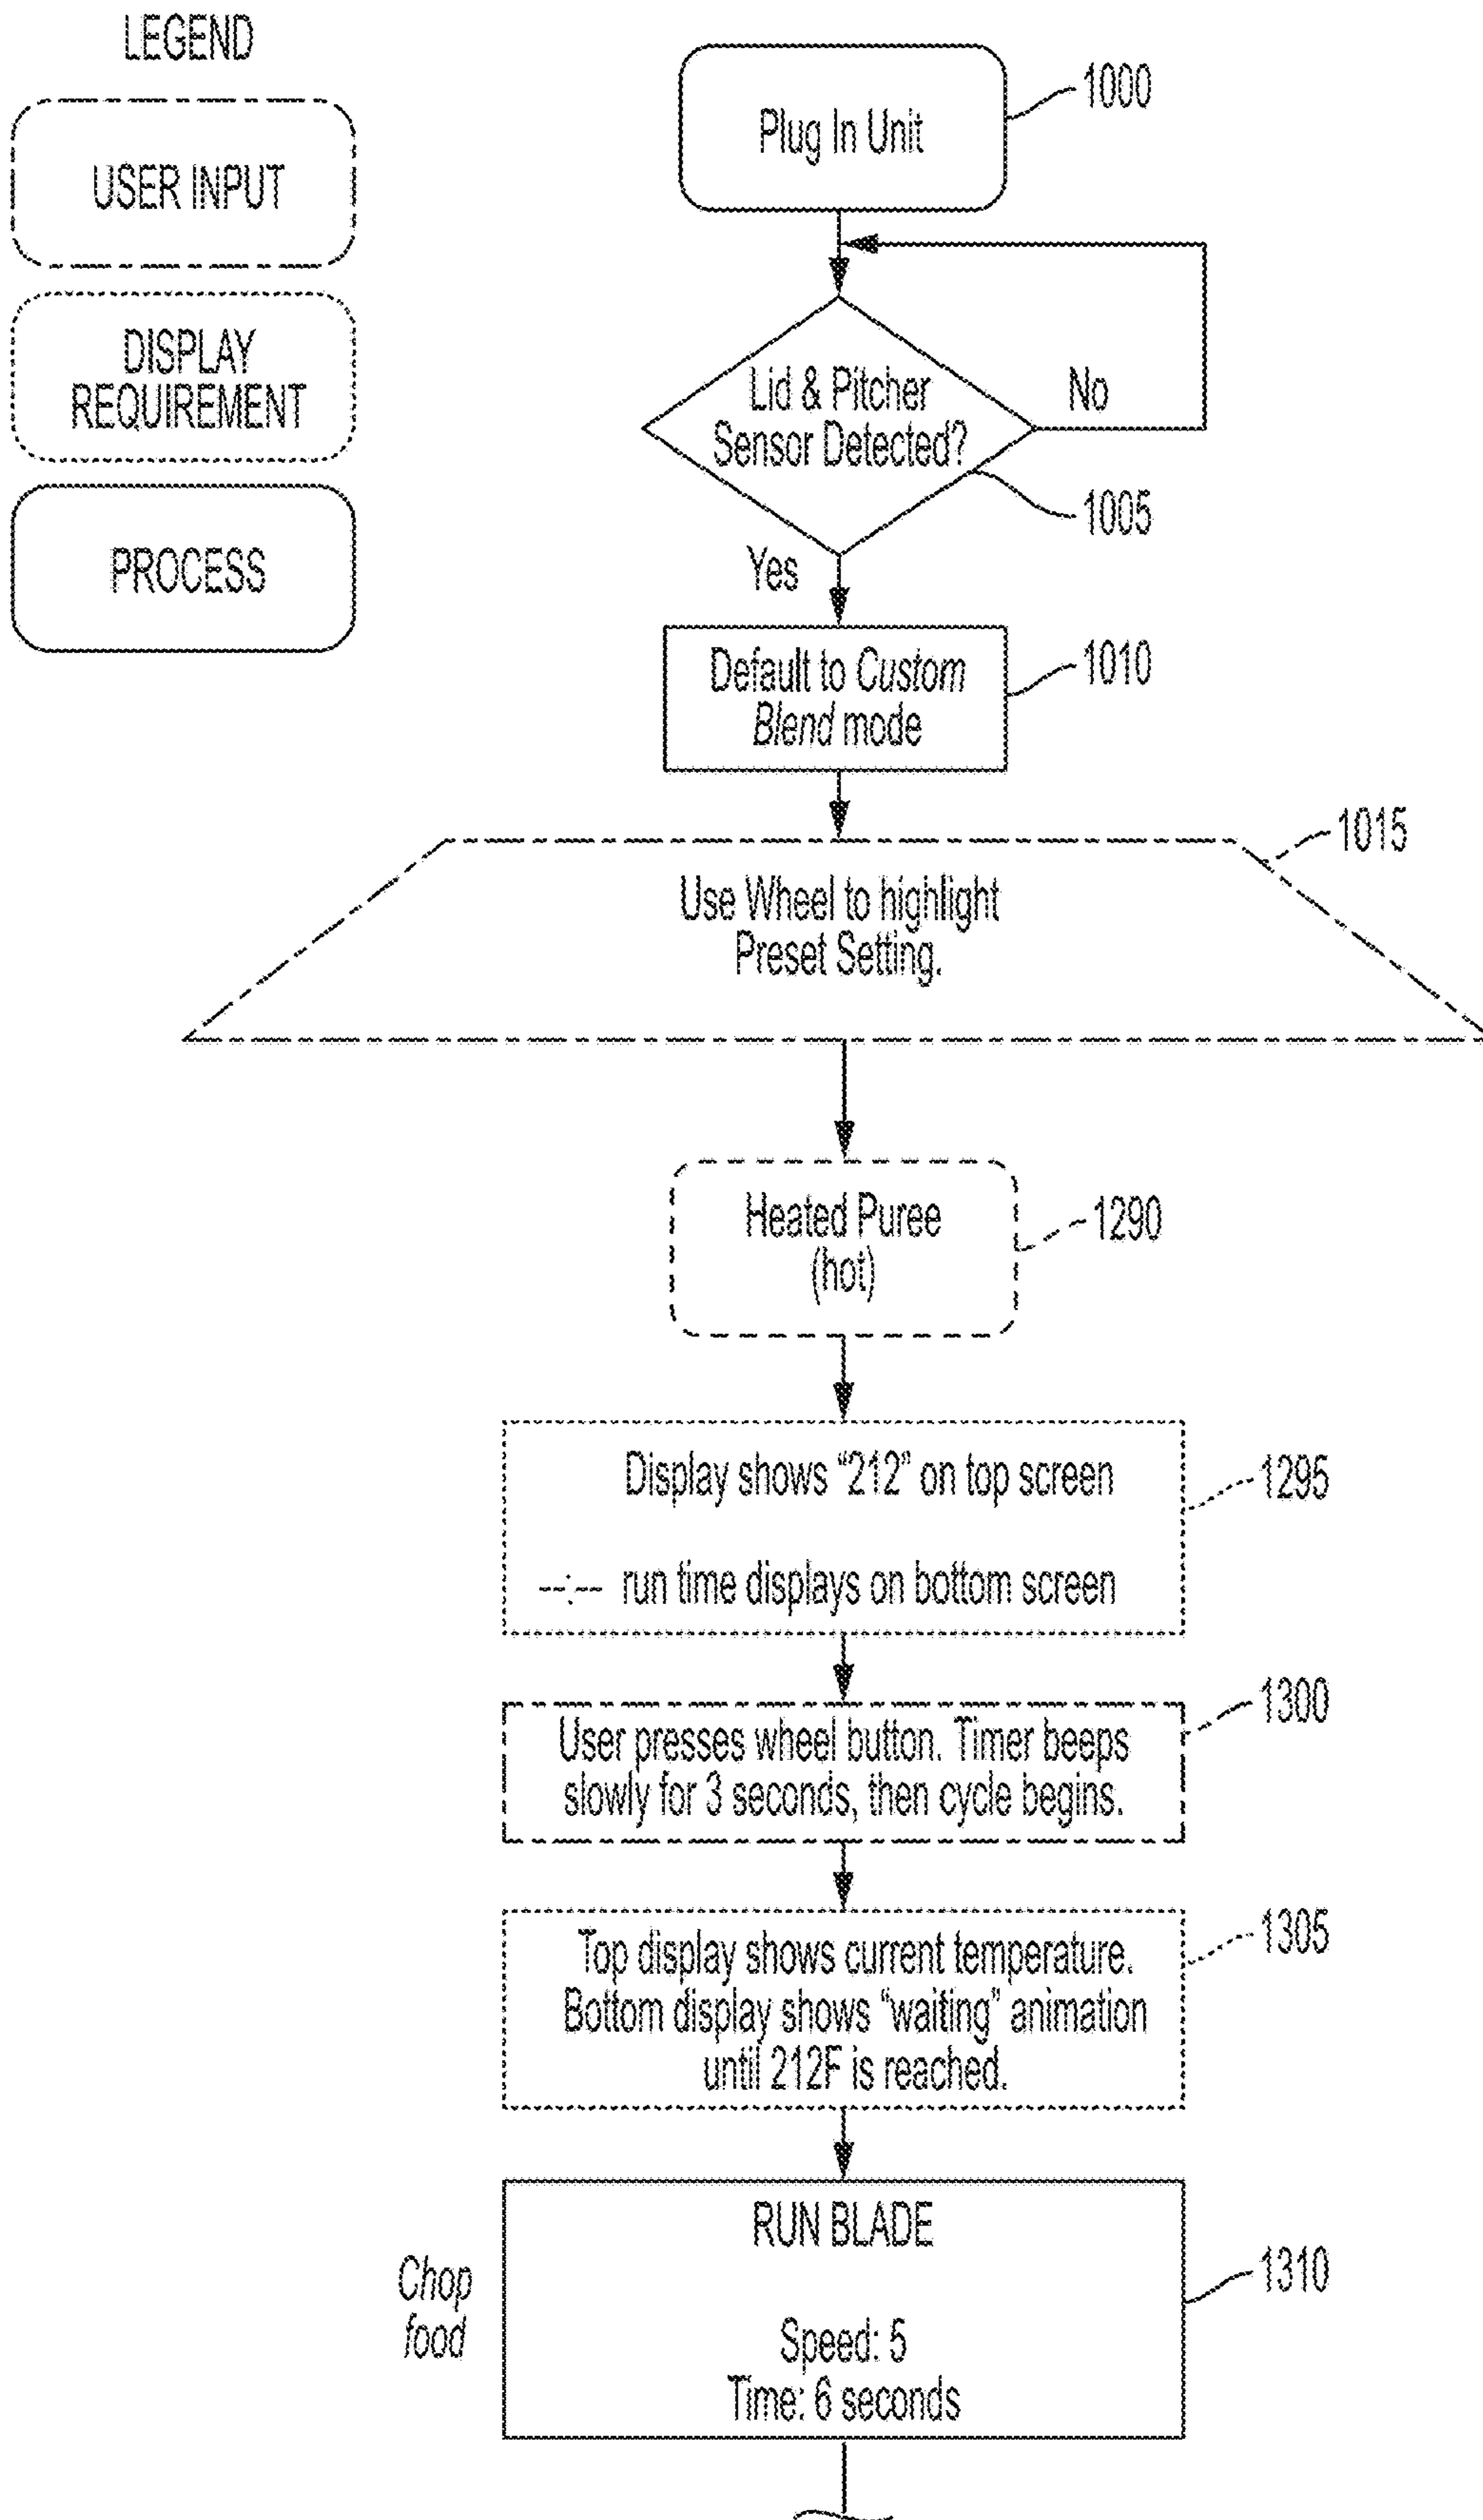 LEGEND
USER INPUT
DISPLAY
REQUIREMENT
PROCESS
Plug In Unit
1000
Lid & Pitcher
Sensor Detected?
No
1005
Yes
Default to Custom
Blend mode
1010
Use Wheel to highlight
Preset Setting.
1015
Heated Puree
(hot)
1290
Display shows “212” on top screen
--:-- run time displays on bottom screen
1295
User presses wheel button. Timer beeps
slowly for 3 seconds, then cycle begins.
1300
Top display shows current temperature.
Bottom display shows “waiting” animation
until 212F is reached.
1305
Chop
food
RUN BLADE
Speed: 5
Time: 6 seconds
1310